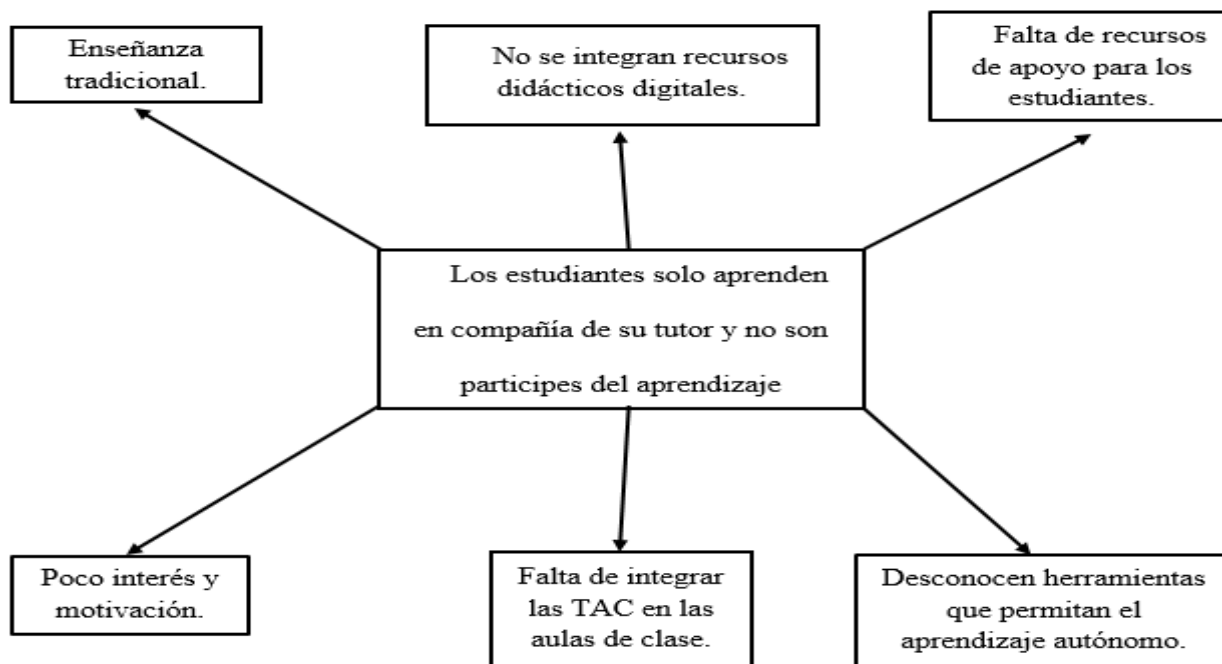 Enseñanza
tradicional.
No se integran recursos
didácticos digitales.
Falta de recursos
de apoyo para los
estudiantes.
Los estudiantes solo aprenden
en compañía de su tutor y no son
participes del aprendizaje
Poco interés y
motivación.
Falta de integrar
las TAC en las
aulas de clase.
Desconocen herramientas
que permitan el
aprendizaje autónomo.